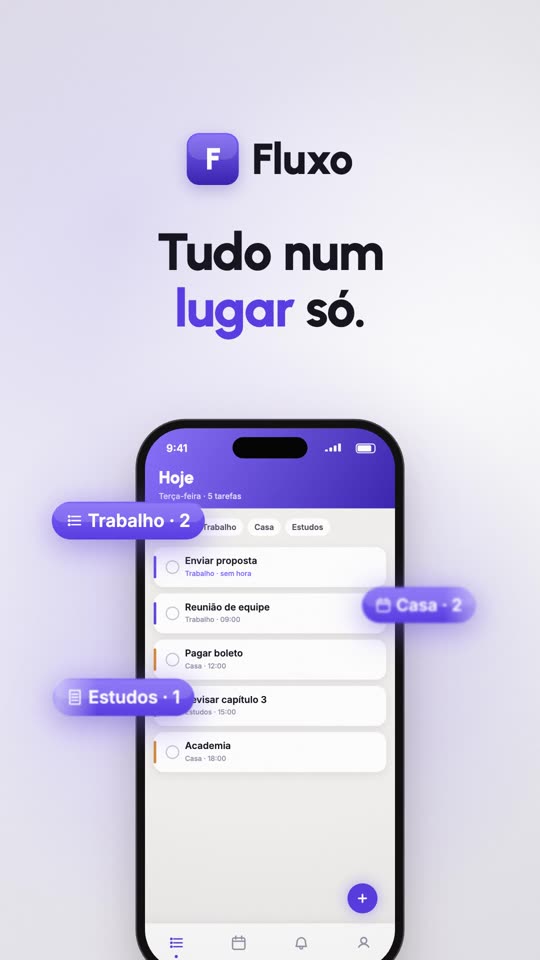 F
Fluxo
Tudo num
lugar só.
9:41
Hoje
Terça-feira · 5 tarefas
Trabalho · 2
Trabalho
Casa
Estudos
Enviar proposta
Trabalho · sem hora
Reunião de equipe
Trabalho · 09:00
Casa · 2
Pagar boleto
Casa · 12:00
Estudos · 1
evisar capítulo 3
studos · 15:00
Academia
Casa · 18:00